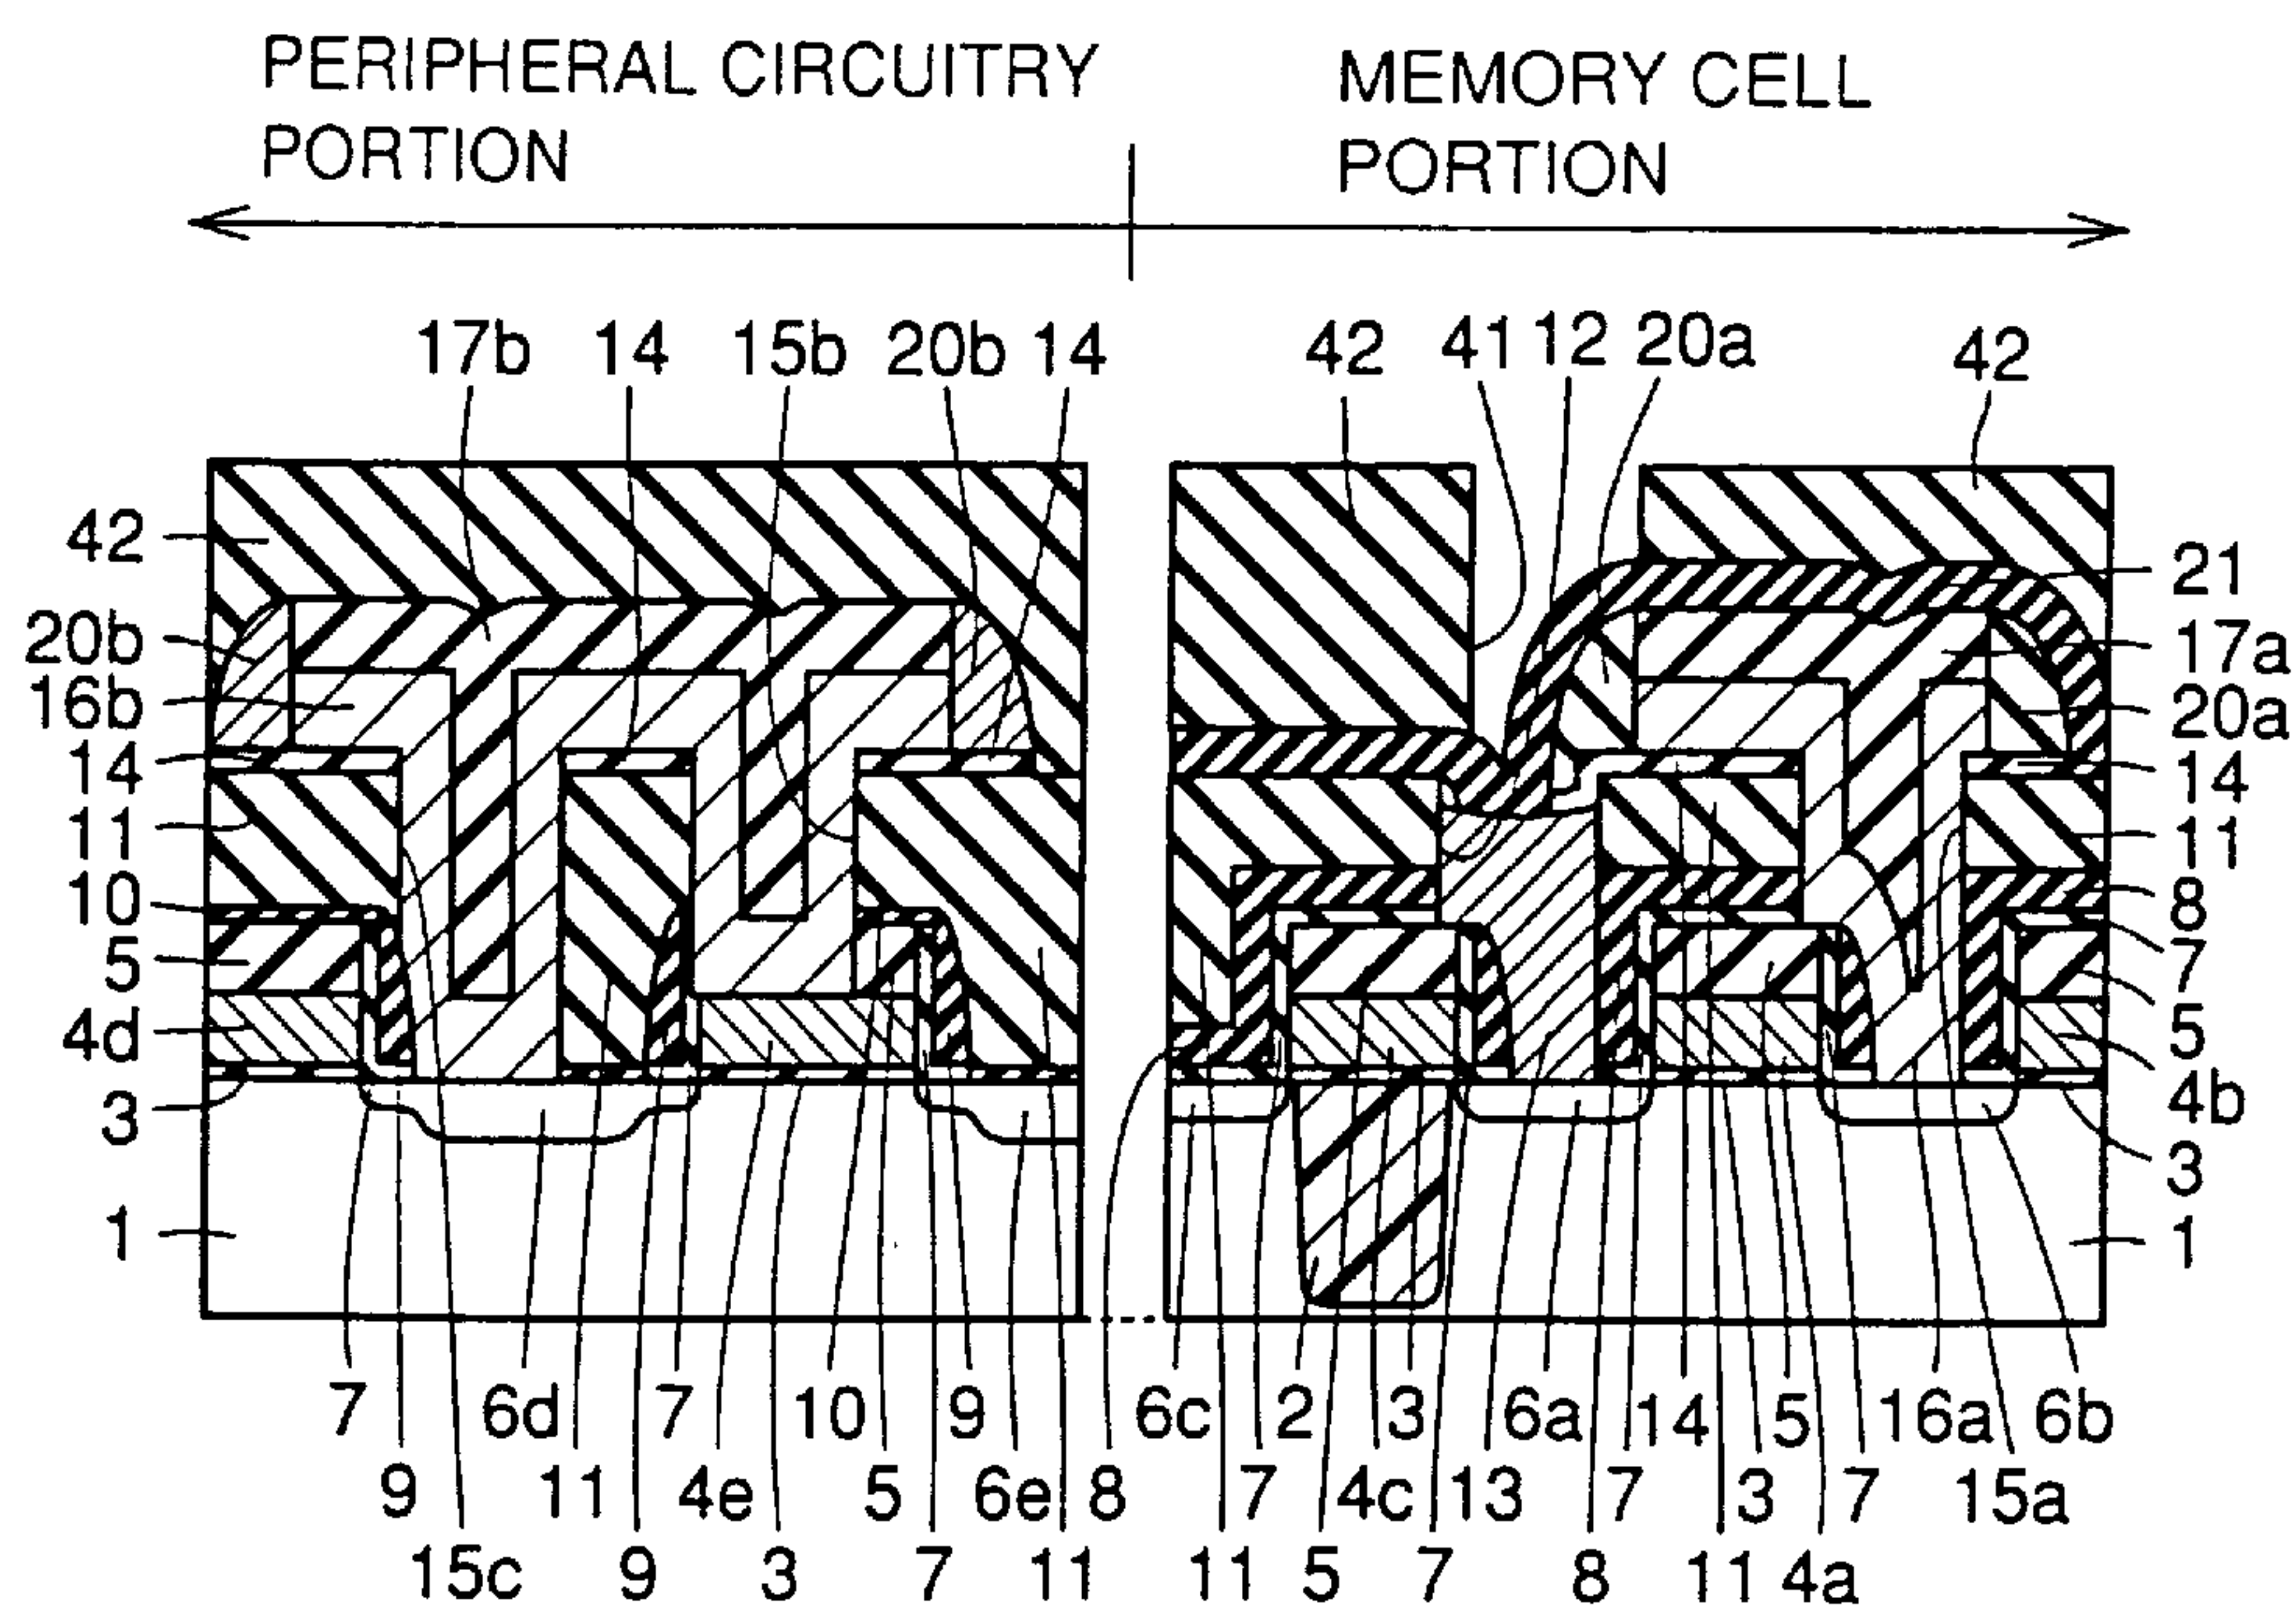 PERIPHERAL CIRCUITRY
PORTION
MEMORY CELL
PORTION
17b 14 15b 20b 14 42 41 12 20a 42
42
20b
16b
14
11
10
5
4d
3
1
21
17a
20a
14
11
8
7
5
4b
3
1
7 6d 7 10 9 6c 2 3 6a 14 5 16a 6b
9 11 4e 5 6e 8 7 4c 13 7 3 7 15a
15c 9 3 7 11 11 5 7 8 11 4a